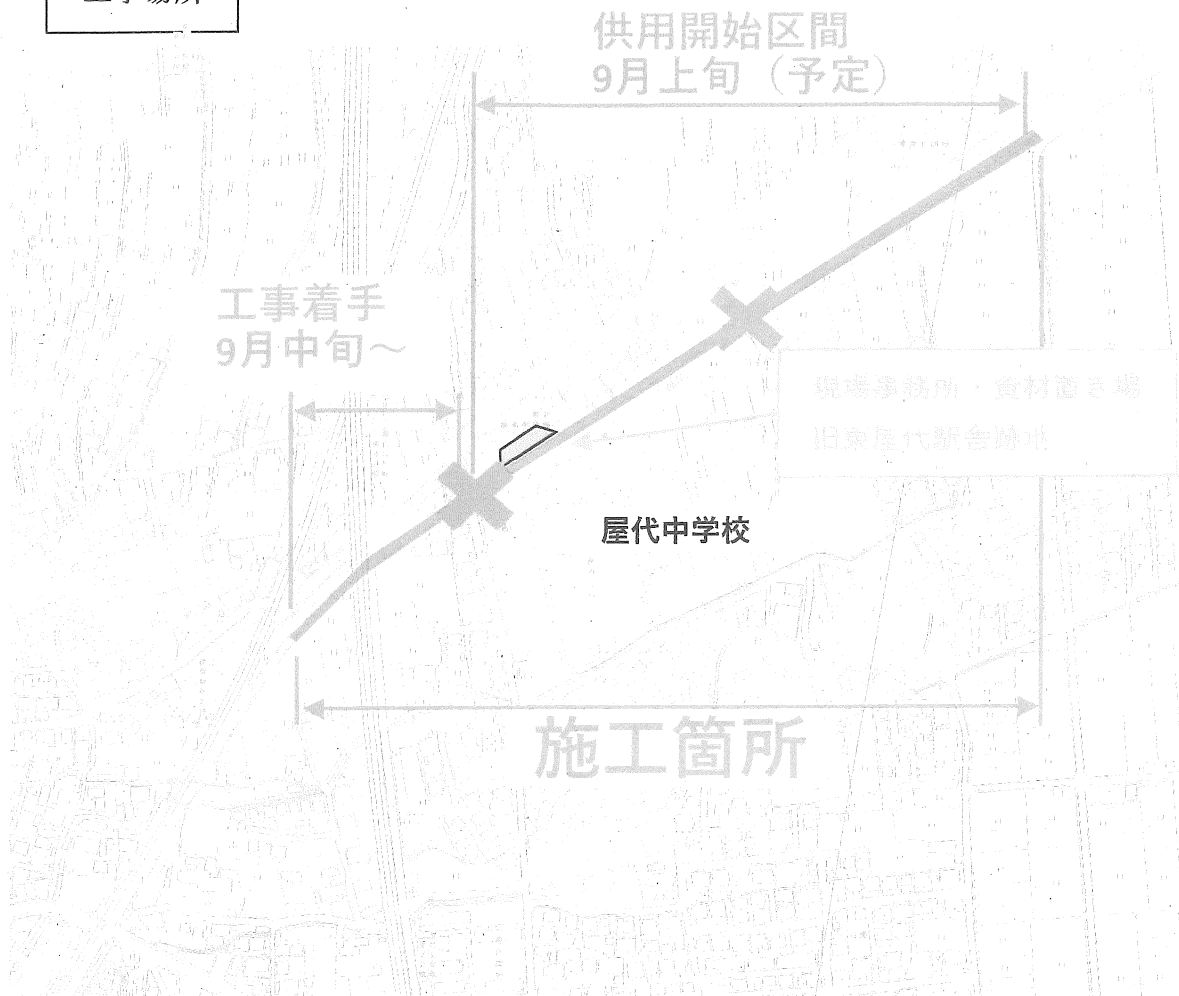 工事場所
供用開始区間
9月上旬（予定）
工事着手
9月中旬～
現場事務所・資材置き場
旧東屋代駅舎跡地
屋代中学校
施工箇所